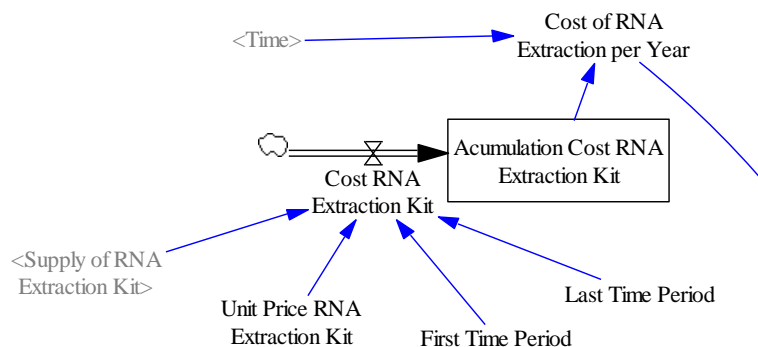 Cost of RNA
<Time>
Extraction per Year
Acumulation Cost RNA
Extraction Kit
Cost RNA
Extraction Kit
<Supply of RNA
Extraction Kit>
Unit Price RNA
Extraction Kit
First Time Period
Last Time Period